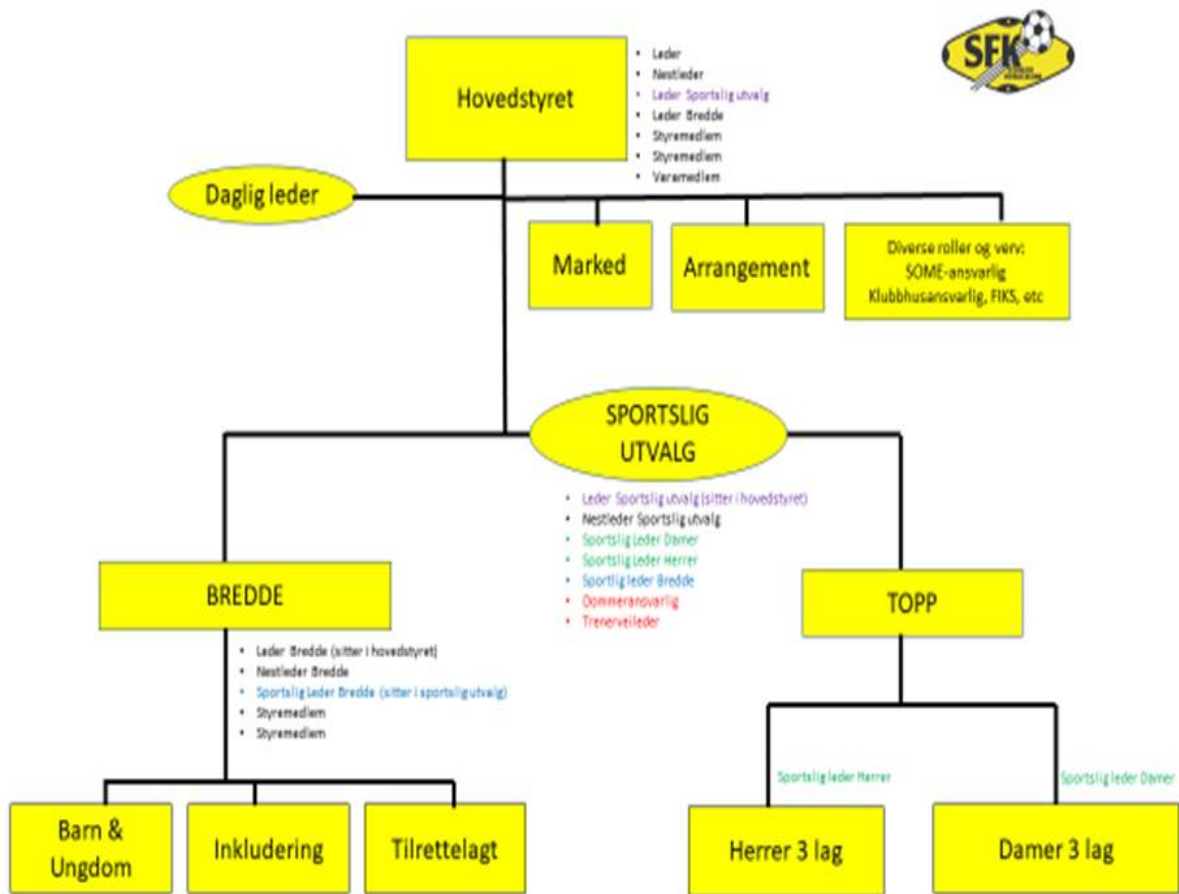 SFK
Hovedstyret
• Leder
• Nestleder
• Leder Sportslig utvalg
• Leder Bredde
• Styremedlem
• Styremedlem
• Varamedlem
Daglig leder
Marked
Arrangement
Diverse roller og verv:
SOME-ansvarlig
Klubbhusansvarlig, FIKS, etc
SPORTSLIG
UTVALG
• Leder Sportslig utvalg (sitter i hovedstyret)
• Nestleder Sportslig utvalg
• Sportslig Leder Damer
• Sportslig Leder Herrer
• Sportlig leder Bredde
• Dommeransvarlig
• Trenerveileder
BREDDE
• Leder Bredde (sitter i hovedstyret)
• Nestleder Bredde
• Sportslig Leder Bredde (sitter i sportslig utvalg)
• Styremedlem
• Styremedlem
TOPP
Barn &
Ungdom
Inkludering
Tilrettelagt
Sportslig leder Herrer
Sportslig leder Damer
Herrer 3 lag
Damer 3 lag